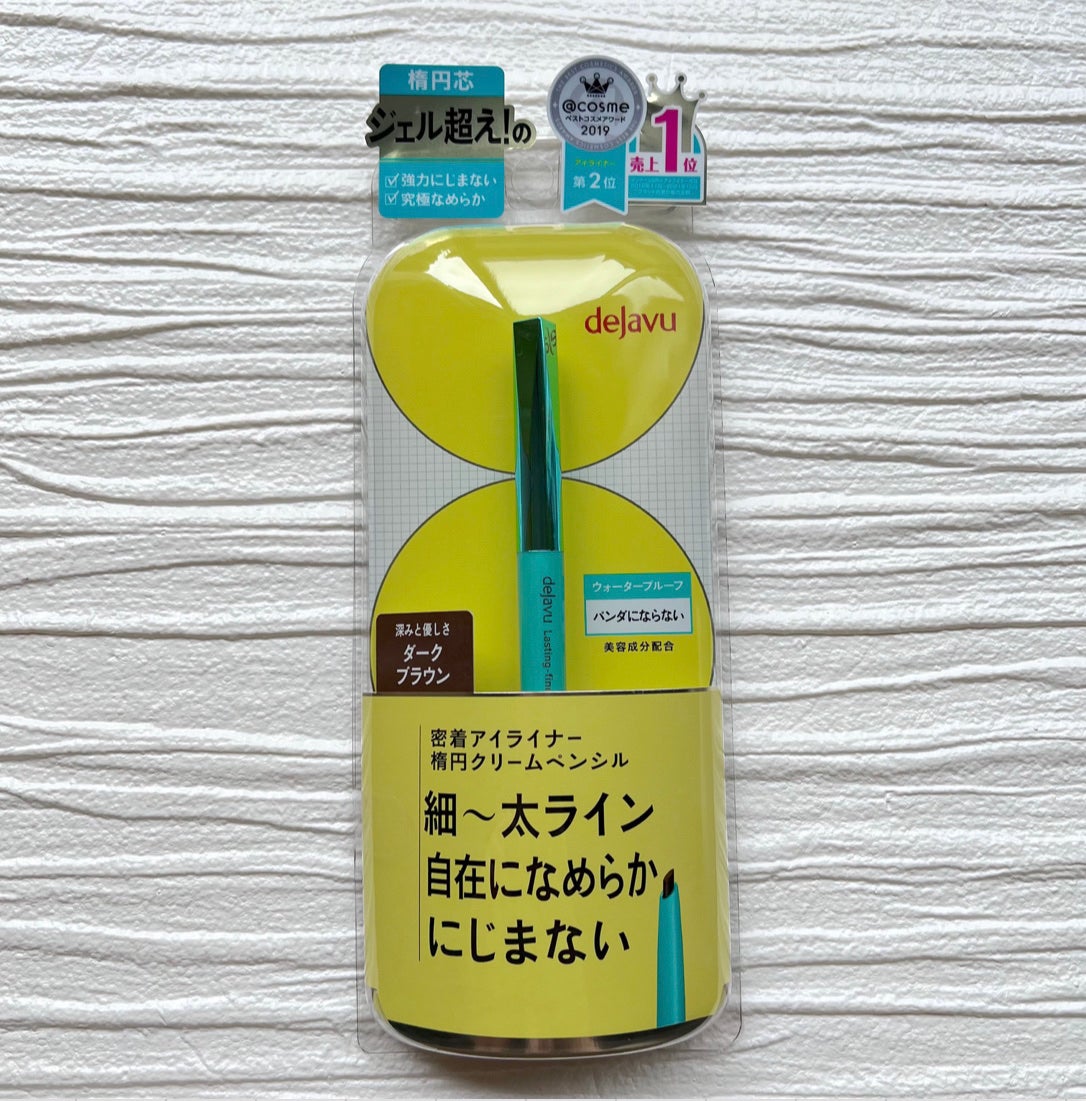 楕円芯
ジェル超え!の
強力にじまない
究極なめらか
@cosme
ベストコスメアワード
2019
アイライナー
第2位
売上1位
deJavu
deJavu Lasting-fin
ウォータープルーフ
パンダにならない
美容成分配合
深みと優しさ
ダーク
ブラウン
密着アイライナー
楕円クリームペンシル
細～太ライン
自在になめらか
にじまない